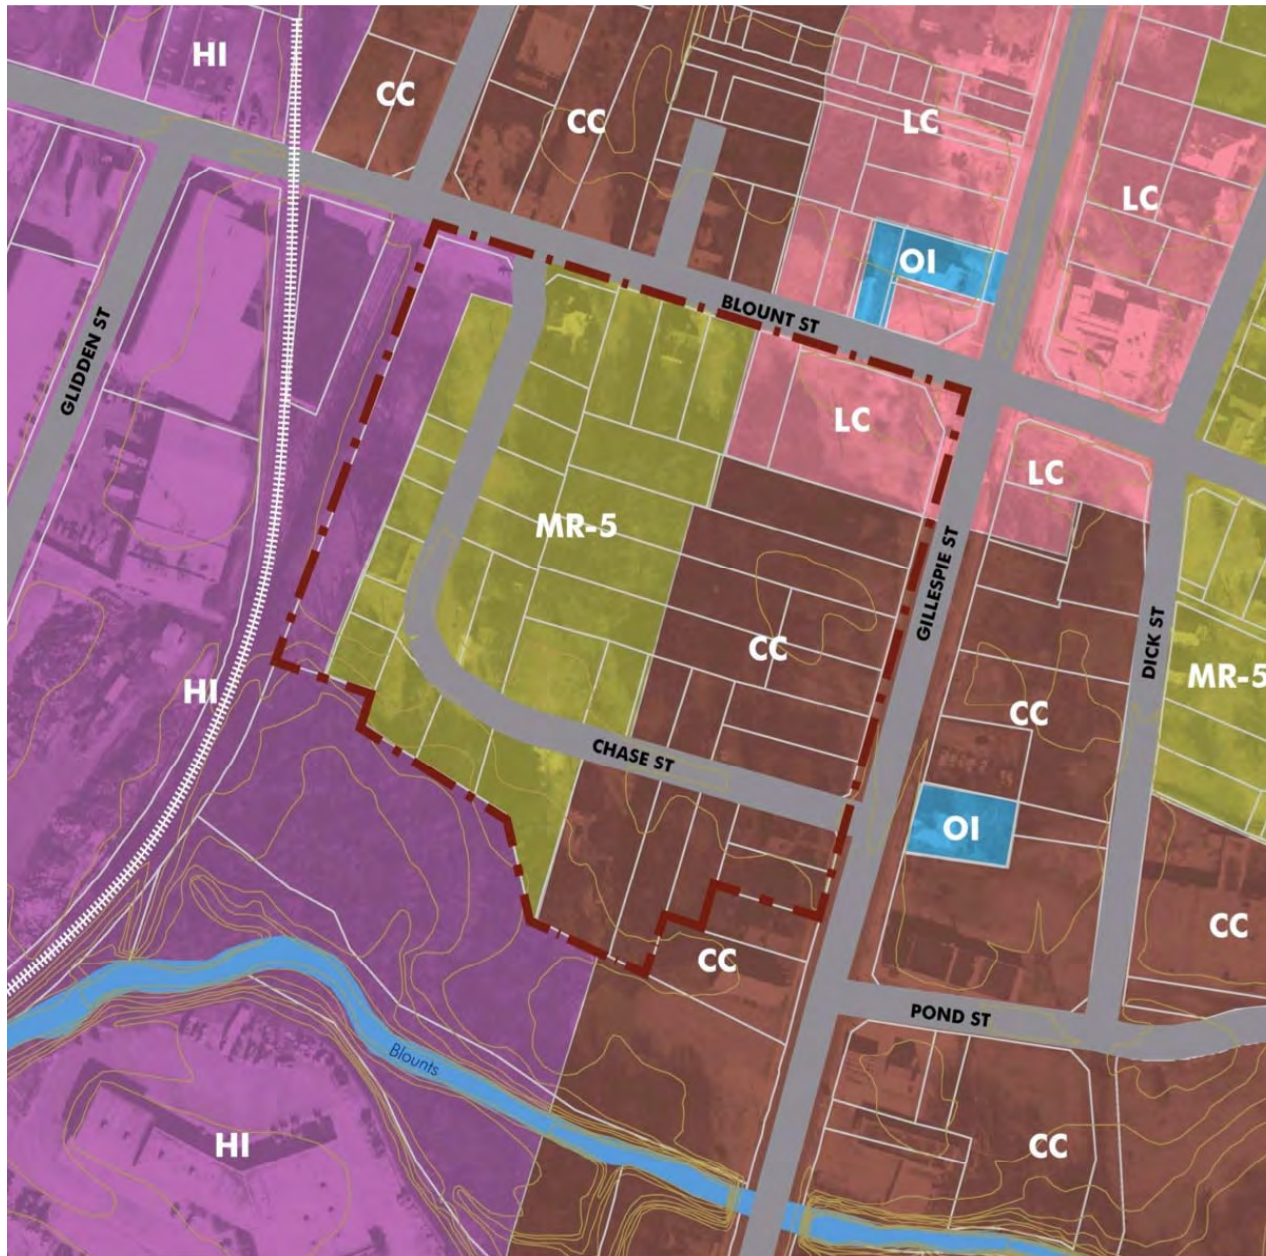 HI
CC
CC
LC
LC
OI
BLOUNT ST
GLIDDEN ST
LC
LC
MR-5
GILLESPIE ST
DICK ST
CC
MR-5
HI
CC
CHASE ST
OI
CC
CC
POND ST
Blounts
HI
CC